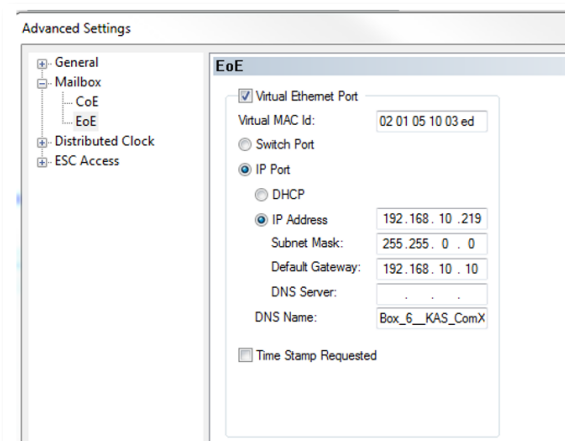 Advanced Settings
General
Mailbox
CoE
EoE
Distributed Clock
ESC Access
EoE
Virtual Ethernet Port
Virtual MAC Id: 02 01 05 10 03 ed
Switch Port
IP Port
DHCP
IP Address 192.168.10.219
Subnet Mask: 255.255.0.0
Default Gateway: 192.168.10.10
DNS Server: . . .
DNS Name: Box_6__KAS_ComX
Time Stamp Requested